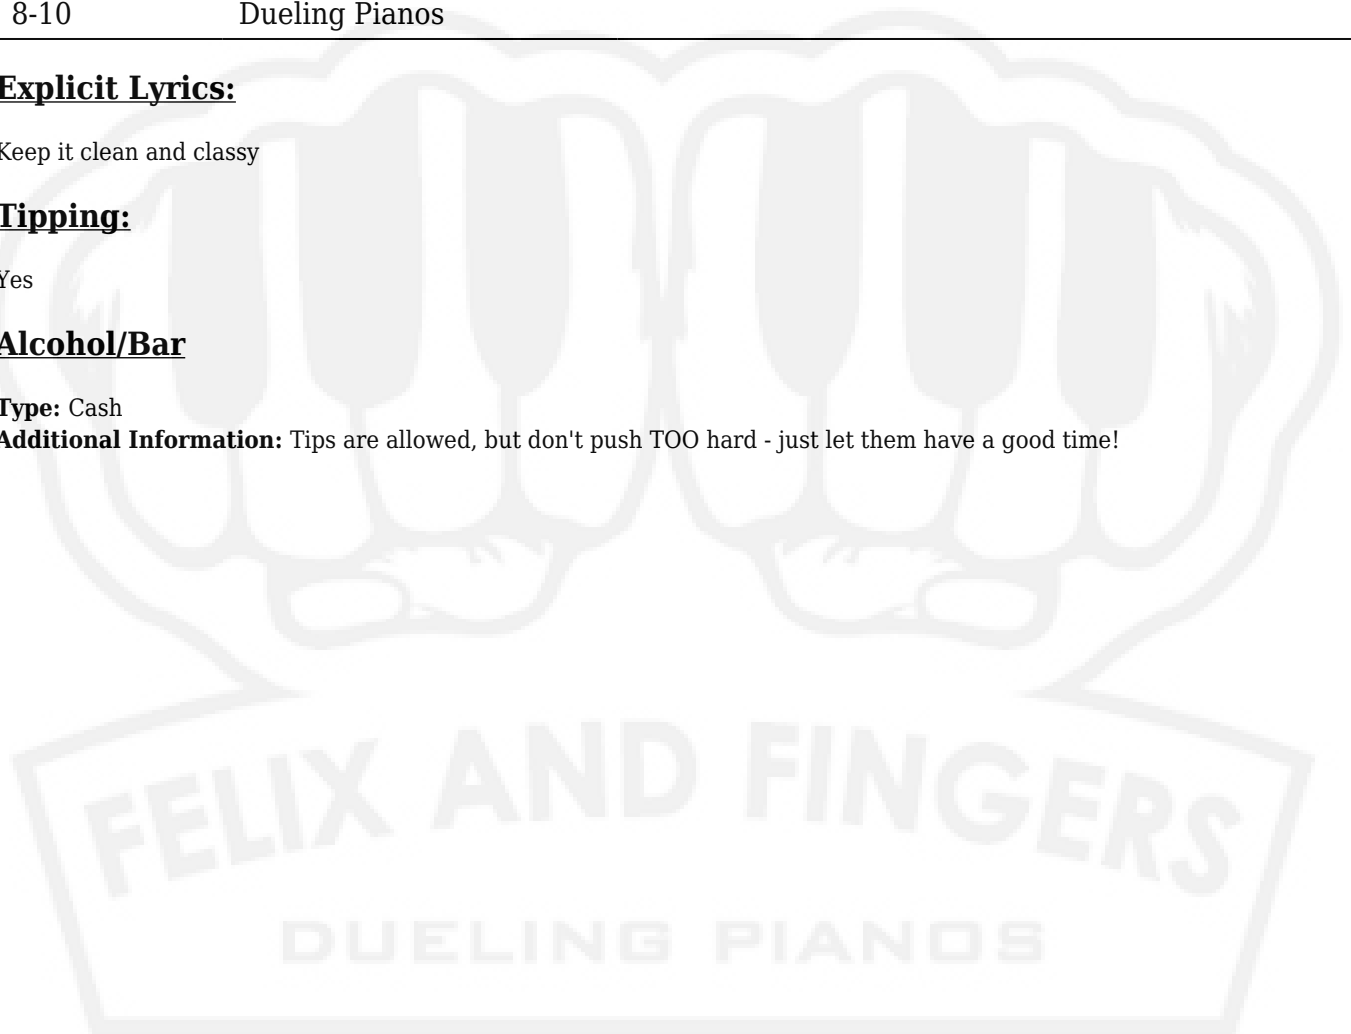 8-10 Dueling Pianos
Explicit Lyrics:
Keep it clean and classy
Tipping:
Yes
Alcohol/Bar
Type: Cash
Additional Information: Tips are allowed, but don't push TOO hard - just let them have a good time!
FELIX AND FINGERS
DUELING PIANOS